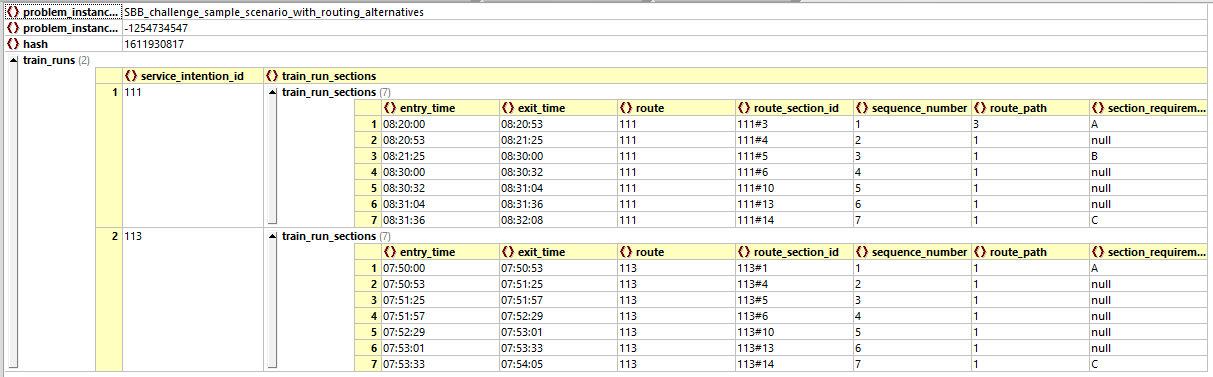 problem_instanc... SBB_challenge_sample_scenario_with_routing_alternatives
problem_instanc... -1254734547
hash 1611930817
train_runs (2)
service_intention_id train_run_sections
1 111 train_run_sections (7)
entry_time exit_time route route_section_id sequence_number route_path section_requirem...
1 08:20:00 08:20:53 111 111#3 1 3 A
2 08:20:53 08:21:25 111 111#4 2 1 null
3 08:21:25 08:30:00 111 111#5 3 1 B
4 08:30:00 08:30:32 111 111#6 4 1 null
5 08:30:32 08:31:04 111 111#10 5 1 null
6 08:31:04 08:31:36 111 111#13 6 1 null
7 08:31:36 08:32:08 111 111#14 7 1 C
2 113 train_run_sections (7)
entry_time exit_time route route_section_id sequence_number route_path section_requirem...
1 07:50:00 07:50:53 113 113#1 1 1 A
2 07:50:53 07:51:25 113 113#4 2 1 null
3 07:51:25 07:51:57 113 113#5 3 1 null
4 07:51:57 07:52:29 113 113#6 4 1 null
5 07:52:29 07:53:01 113 113#10 5 1 null
6 07:53:01 07:53:33 113 113#13 6 1 null
7 07:53:33 07:54:05 113 113#14 7 1 C